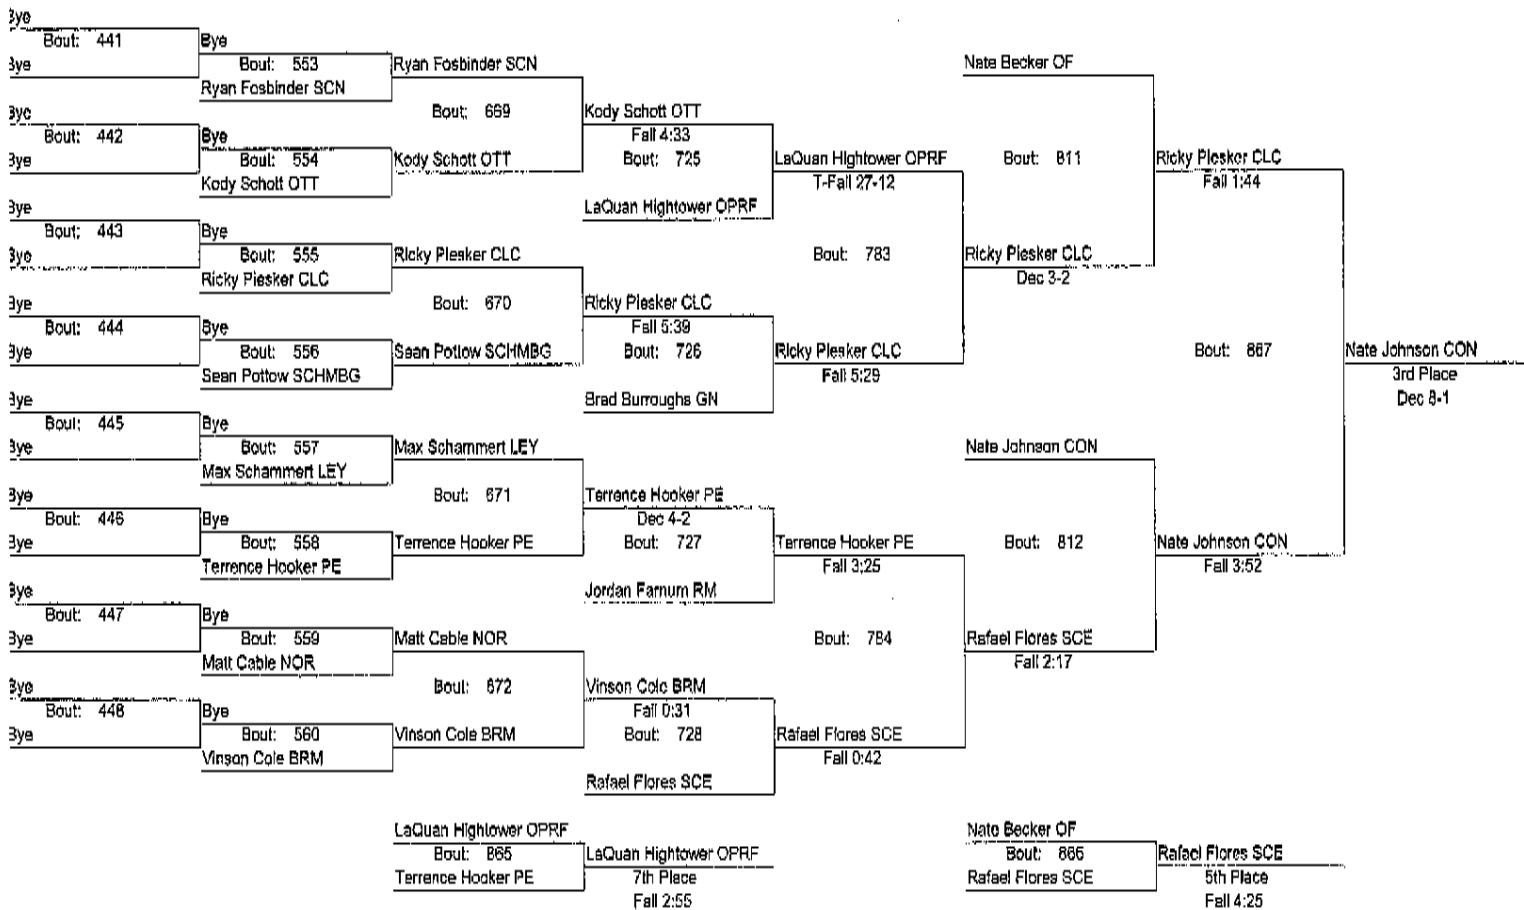 Bye
Bout: 441
Bye
Bye
Bout: 553
Ryan Fosbinder SCN
Ryan Fosbinder SCN
Bout: 669
Bye
Bout: 442
Bye
Bye
Bout: 554
Kody Schott OTT
Kody Schott OTT
Kody Schott OTT
Fall 4:33
Bout: 725
LaQuan Hightower OPRF
LaQuan Hightower OPRF
T-Fall 27-12
Bye
Bout: 443
Bye
Bye
Bout: 555
Ricky Piesker CLC
Ricky Piesker CLC
Bout: 670
Bye
Bout: 444
Bye
Bye
Bout: 556
Sean Pottow SCHMBG
Sean Pottow SCHMBG
Ricky Piesker CLC
Fall 5:39
Bout: 726
Brad Burroughs GN
Ricky Piesker CLC
Fall 5:29
Bout: 783
Ricky Piesker CLC
Dec 3-2
Nate Becker OF
Bout: 811
Ricky Piesker CLC
Fall 1:44
Bye
Bout: 445
Bye
Bye
Bout: 557
Max Schammert LEY
Max Schammert LEY
Bout: 671
Bye
Bout: 446
Bye
Bye
Bout: 558
Terrence Hooker PE
Terrence Hooker PE
Terrence Hooker PE
Dec 4-2
Bout: 727
Jordan Farnum RM
Terrence Hooker PE
Fall 3:25
Bye
Bout: 447
Bye
Bye
Bout: 559
Matt Cable NOR
Matt Cable NOR
Bout: 672
Bye
Bout: 448
Bye
Bye
Bout: 560
Vinson Cole BRM
Vinson Cole BRM
Vinson Cole BRM
Fall 0:31
Bout: 728
Rafael Flores SCE
Rafael Flores SCE
Fall 0:42
Bout: 784
Rafael Flores SCE
Fall 2:17
Nate Johnson CON
Bout: 812
Nate Johnson CON
Fall 3:52
Bout: 867
Nate Johnson CON
3rd Place
Dec 8-1
LaQuan Hightower OPRF
Bout: 865
Terrence Hooker PE
LaQuan Hightower OPRF
7th Place
Fall 2:55
Nate Becker OF
Bout: 866
Rafael Flores SCE
Rafael Flores SCE
5th Place
Fall 4:25